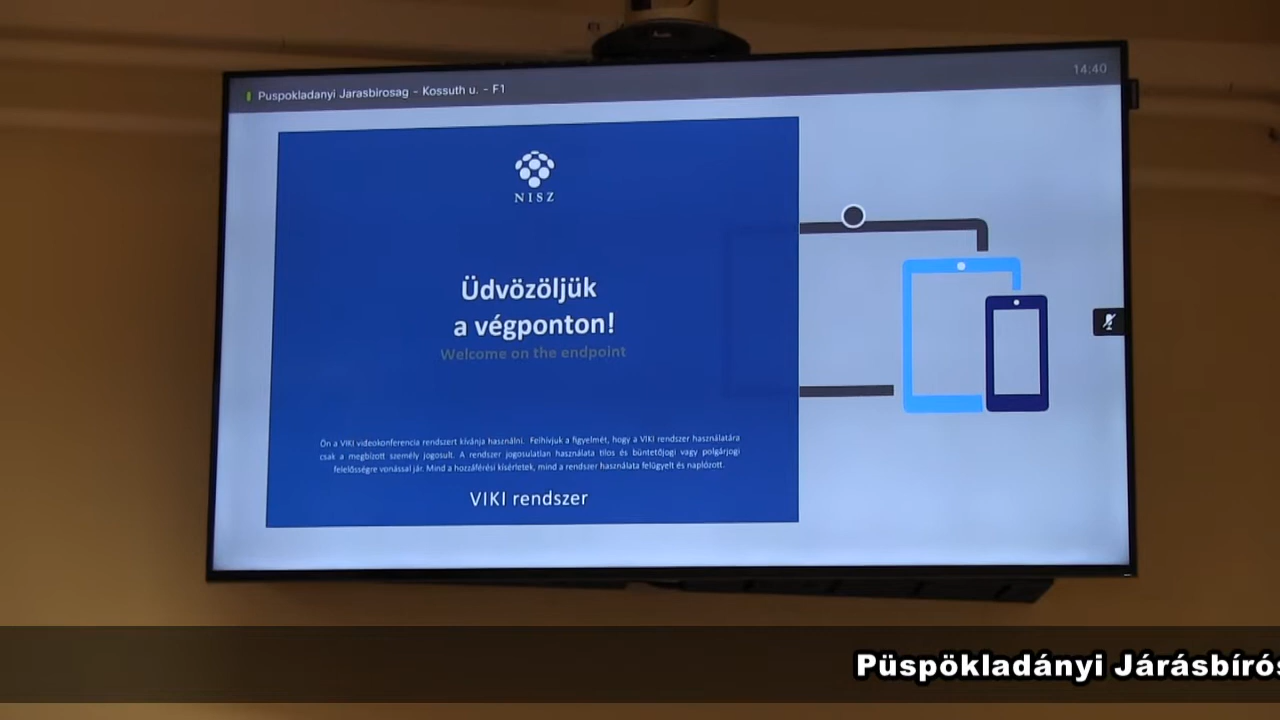 Puspokladanyi Jarasbirosag - Kossuth u. - F1
14:40
NISZ
Üdvözöljük
a végponton!
Welcome on the endpoint
Ön a VIKI videokonferencia rendszert kívánja használni. Felhívjuk a figyelmét, hogy a VIKI rendszer használatára
csak a megbízott személy jogosult. A rendszer jogosulatlan használata tilos és büntetőjogi vagy polgárjogi
felelősségre vonással jár. Mind a hozzáférési kísérletek, mind a rendszer használata felügyelt és naplózott.
VIKI rendszer
Püspökladányi Járásbírós